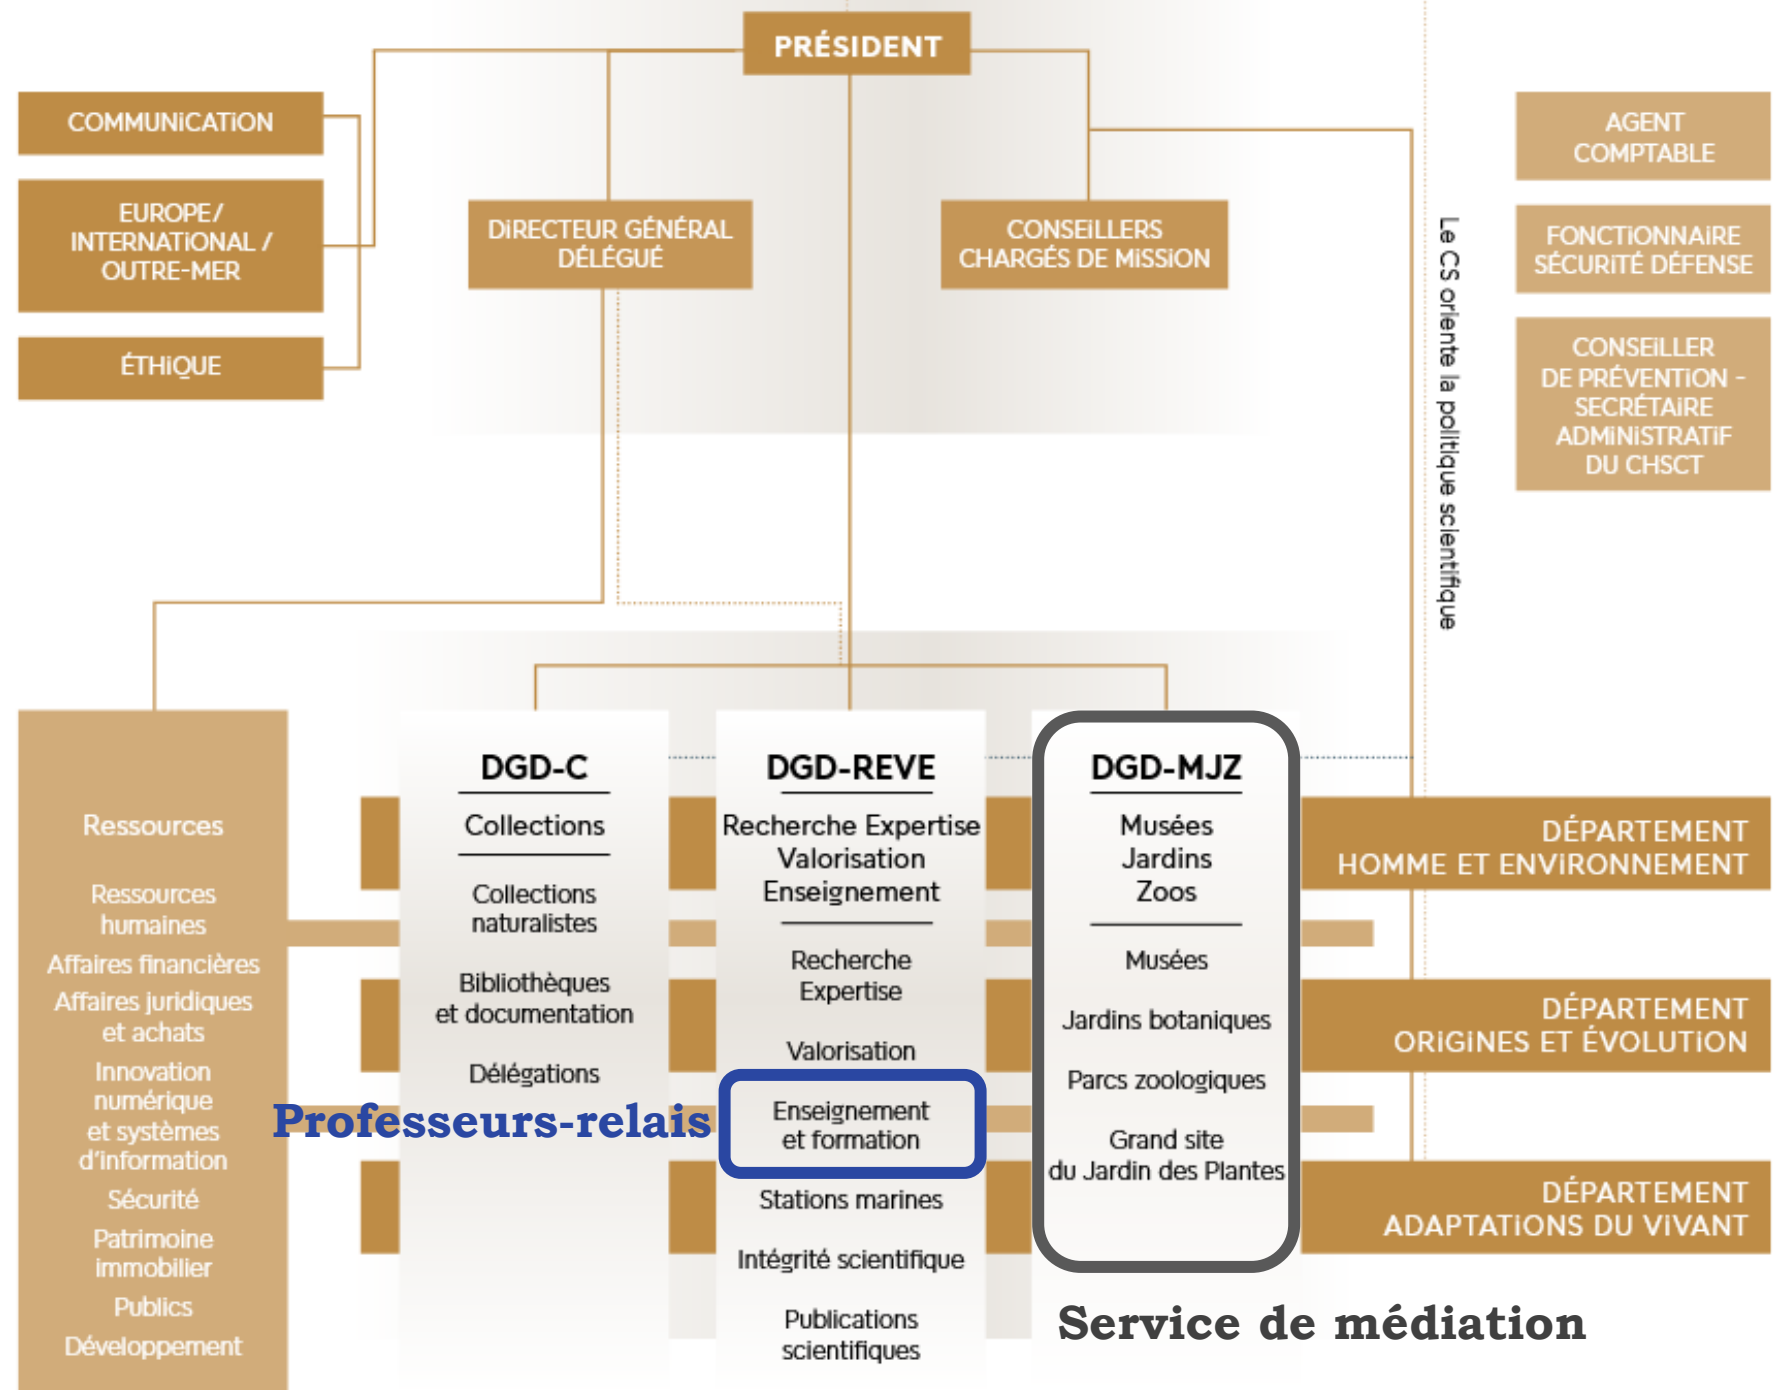 PRÉSIDENT
COMMUNiCATiON
EUROPE/
INTERNATiONAL /
OUTRE-MER
ÉTHiQUE
DiRECTEUR GÉNÉRAL
DÉLÉGUÉ
CONSEiLLERS
CHARGÉS DE MiSSiON
AGENT
COMPTABLE
FONCTiONNAiRE
SÉCURiTÉ DÉFENSE
CONSEiLLER
DE PRÉVENTiON -
SECRÉTAiRE
ADMiNiSTRATiF
DU CHSCT
Le CS oriente la politique scientifique
Ressources
Ressources
humaines
Affaires financières
Affaires juridiques
et achats
Innovation
numérique
et systèmes
d'information
Sécurité
Patrimoine
immobilier
Publics
Développement
DGD-C
Collections
Collections
naturalistes
Bibliothèques
et documentation
Délégations
Professeurs-relais
DGD-REVE
Recherche Expertise
Valorisation
Enseignement
Recherche
Expertise
Valorisation
Enseignement
et formation
Stations marines
Intégrité scientifique
Publications
scientifiques
DGD-MJZ
Musées
Jardins
Zoos
Musées
Jardins botaniques
Parcs zoologiques
Grand site
du Jardin des Plantes
Service de médiation
DÉPARTEMENT
HOMME ET ENViRONNEMENT
DÉPARTEMENT
ORiGiNES ET ÉVOLUTiON
DÉPARTEMENT
ADAPTATiONS DU ViVANT